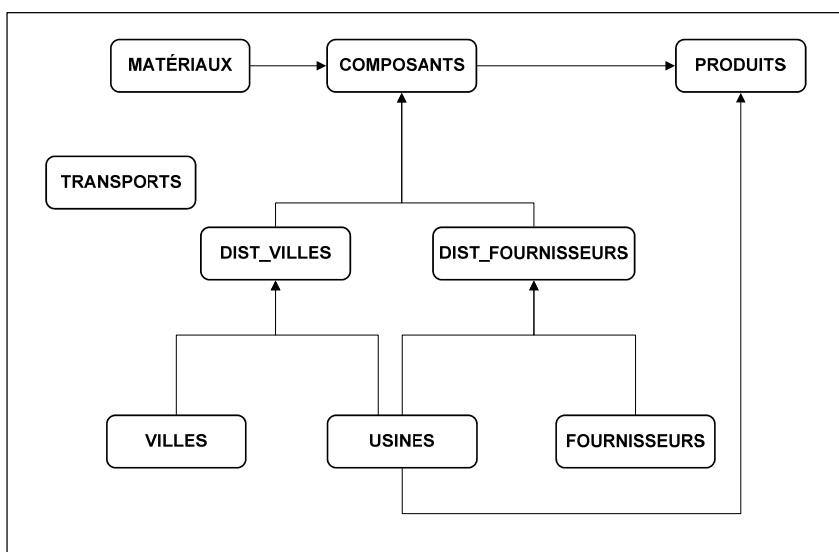 MATÉRIAUX
COMPOSANTS
PRODUITS
TRANSPORTS
DIST_VILLES
DIST_FOURNISSEURS
VILLES
USINES
FOURNISSEURS